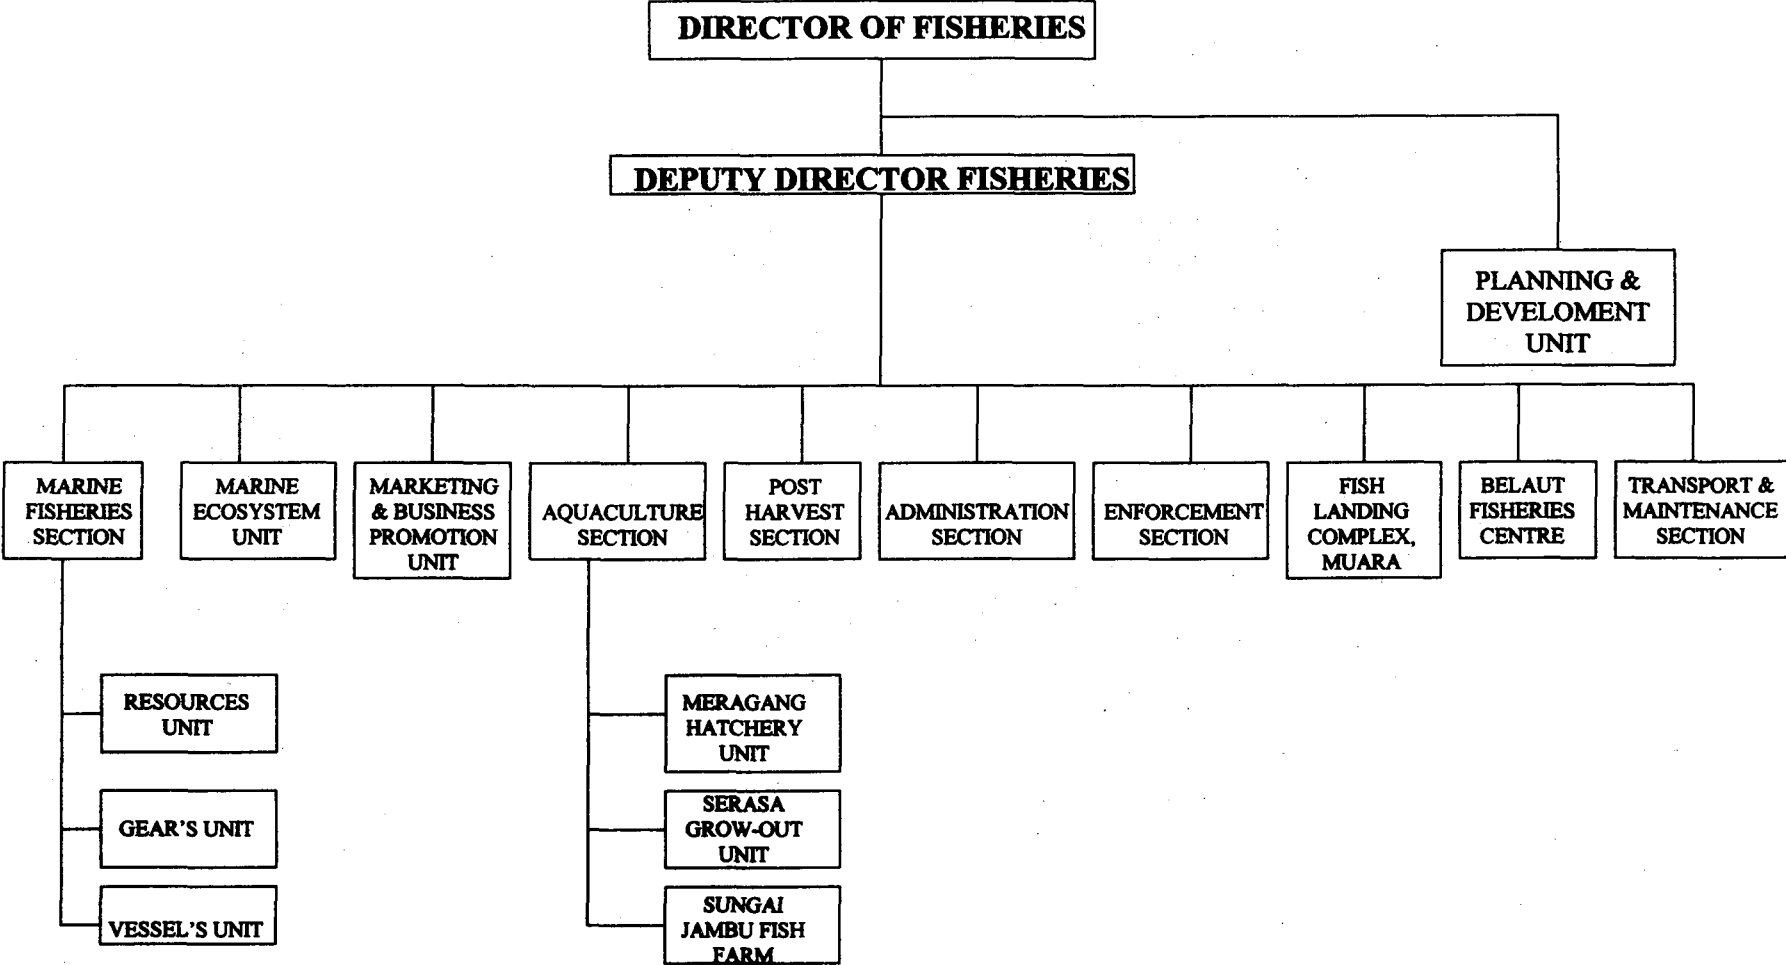 DIRECTOR OF FISHERIES
DEPUTY DIRECTOR FISHERIES
PLANNING &
DEVELOMENT
UNIT
MARINE
FISHERIES
SECTION
MARINE
ECOSYSTEM
UNIT
MARKETING
& BUSINESS
PROMOTION
UNIT
AQUACULTURE
SECTION
POST
HARVEST
SECTION
ADMINISTRATION
SECTION
ENFORCEMENT
SECTION
FISH
LANDING
COMPLEX,
MUARA
BELAUT
FISHERIES
CENTRE
TRANSPORT &
MAINTENANCE
SECTION
RESOURCES
UNIT
GEAR'S UNIT
VESSEL'S UNIT
MERAGANG
HATCHERY
UNIT
SERASA
GROW-OUT
UNIT
SUNGAI
JAMBU FISH
FARM